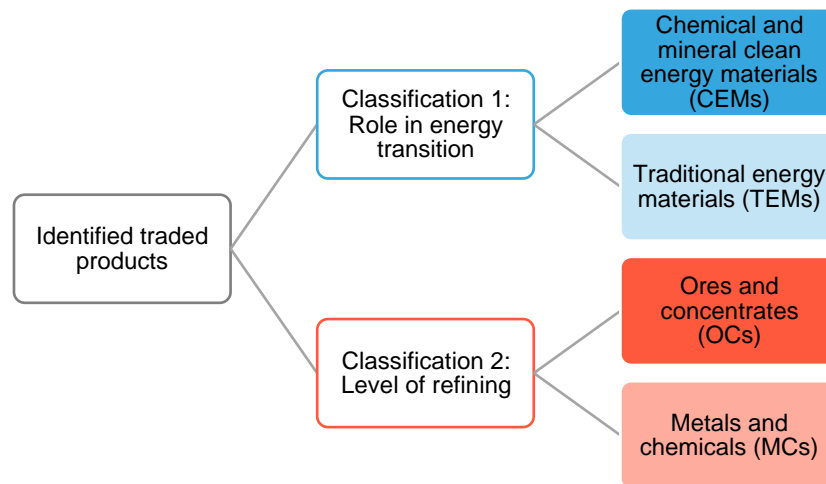 Identified traded
products
Classification 1:
Role in energy
transition
Chemical and
mineral clean
energy materials
(CEMs)
Traditional energy
materials (TEMs)
Classification 2:
Level of refining
Ores and
concentrates
(OCs)
Metals and
chemicals (MCs)